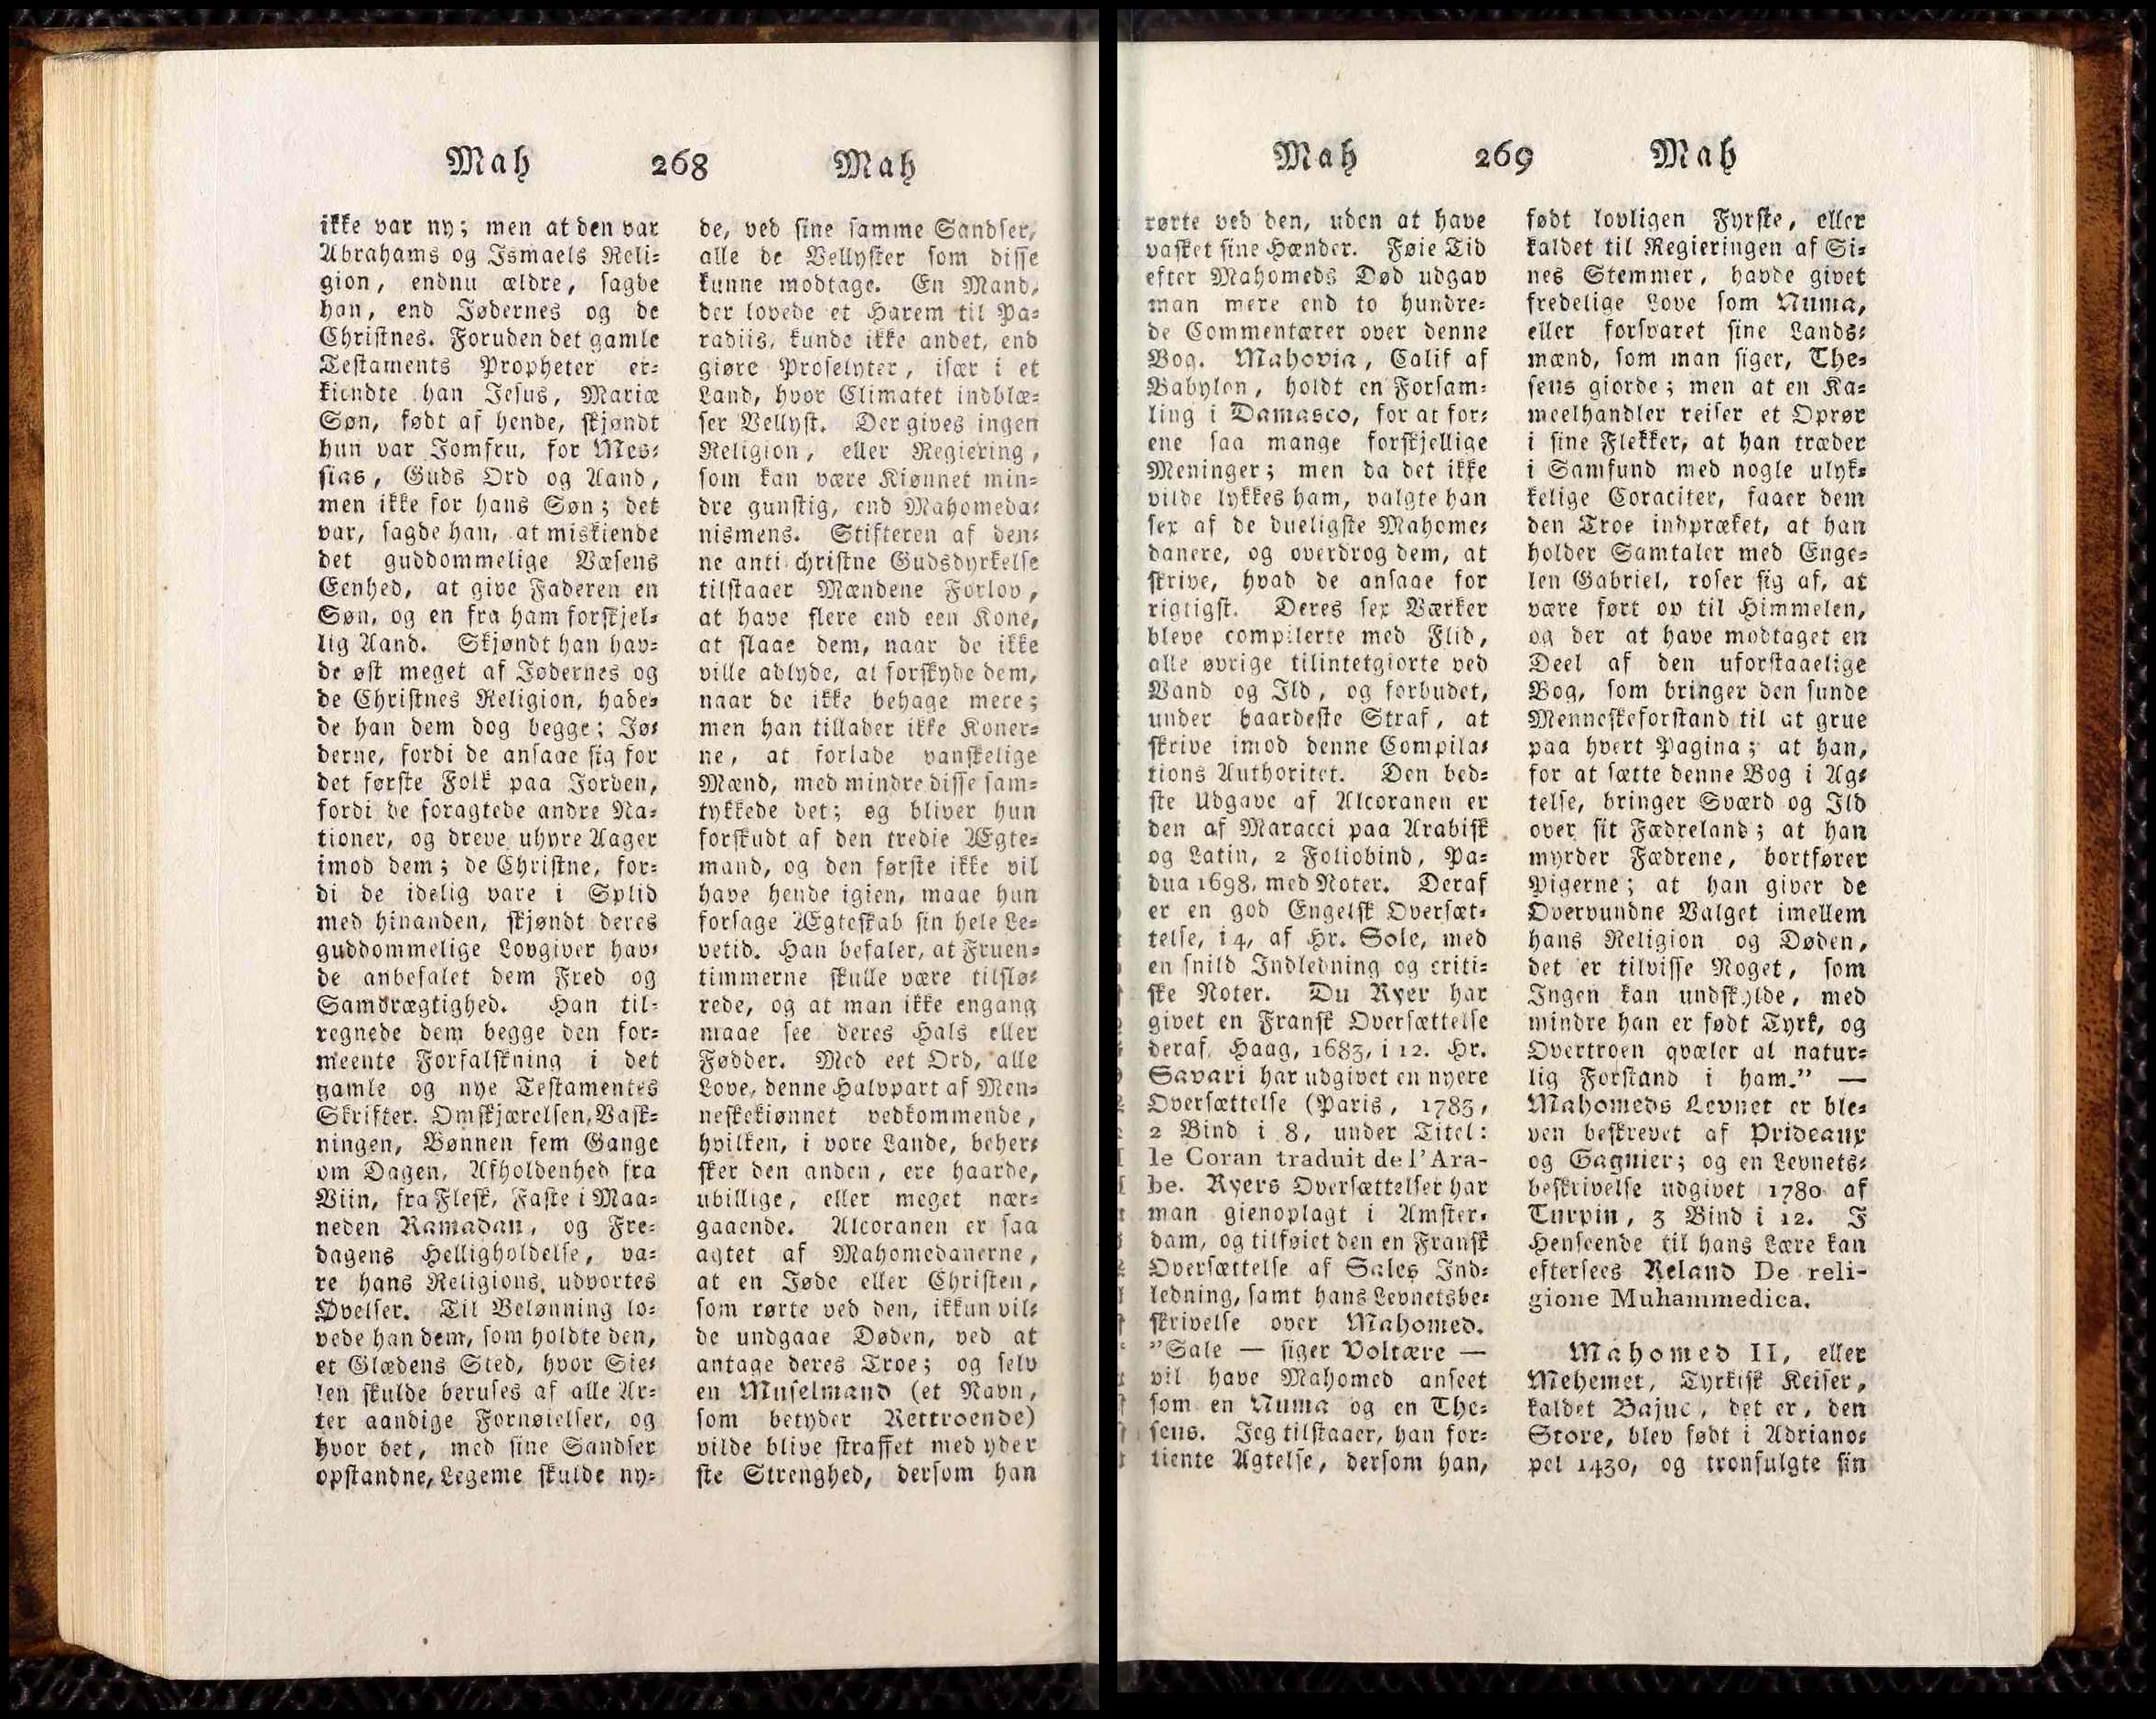 Mah 268 Mah
ikke var ny; men at den var
Abrahams og Ismaels Reli-
gion, endnu ældre, sagde
han, end Jødernes og de
Christnes. Foruden det gamle
Testaments Propheter er-
kiendte han Jesus, Mariæ
Søn, født af hende, skjøndt
hun var Jomfru, for Mes-
sias, Guds Ord og Aand,
men ikke for hans Søn; det
var, sagde han, at miskiende
det guddommelige Væsens
Eenhed, at give Faderen en
Søn, og en fra ham forskjel-
lig Aand. Skjøndt han hav-
de øst meget af Jødernes og
de Christnes Religion, hade-
de han dem dog begge; Jø-
derne, fordi de ansaae sig for
det første Folk paa Jorden,
fordi de foragtede andre Na-
tioner, og dreve uhyre Aager
imod dem; de Christne, for-
di de idelig vare i Splid
med hinanden, skjøndt deres
guddommelige Lovgiver hav-
de anbefalet dem Fred og
Samdrægtighed. Han til-
regnede dem begge den for-
meente Forfalskning i det
gamle og nye Testamentes
Skrifter. Omskjærelsen, Vask-
ningen, Bønnen fem Gange
om Dagen, Afholdenhed fra
Viin, fra Flesk, Faste i Maa-
neden Ramadan, og Fre-
dagens Helligholdelse, va-
re hans Religions, udvortes
Øvelser. Til Belønning lo-
vede han dem, som holdte den,
et Glædens Sted, hvor Sie-
len skulde beruses af alle Ar-
ter aandige Fornøielser, og
hvor det, med sine Sandser
opstandne, Legeme skulde ny-
de, ved sine samme Sandser,
alle de Vellyster som disse
kunne modtage. En Mand,
der lovede et Harem til Pa-
radiis, kunde ikke andet, end
giøre Proselyter, især i et
Land, hvor Climatet indblæ-
ser Vellyst. Der gives ingen
Religion, eller Regiering,
som kan være Kiønnet min-
dre gunstig, end Mahomeda-
nismens. Stifteren af den-
ne anti-christne Gudsdyrkelse
tilstaaer Mændene Forlov,
at have flere end een Kone,
at slaae dem, naar de ikke
ville adlyde, at forskyde dem,
naar de ikke behage mere;
men han tillader ikke Koner-
ne, at forlade vanskelige
Mænd, med mindre disse sam-
tykkede det; og bliver hun
forskudt af den tredie Ægte-
mand, og den første ikke vil
have hende igien, maae hun
forsage Ægteskab sin hele Le-
vetid. Han befaler, at Fruen-
timmerne skulle være tilslø-
rede, og at man ikke engang
maae see deres Hals eller
Fødder. Med eet Ord, alle
Love, denne Halvpart af Men-
neskekiønnet vedkommende,
hvilken, i vore Lande, beher-
sker den anden, ere haarde,
ubillige, eller meget nær-
gaaende. Alcoranen er saa
agtet af Mahomedanerne,
at en Jøde eller Christen,
som rørte ved den, ikkun vil-
de undgaae Døden, ved at
antage deres Troe; og selv
en Muselmand (et Navn,
som betyder Rettroende)
vilde blive straffet med yder
ste Strenghed, dersom han
Mah 269 Mah
rørte ved den, uden at have
vasket sine Hænder. Føie Tid
efter Mahomeds Død udgav
man mere end to hundre-
de Commentærer over denne
Bog. Mahovia, Calif af
Babylon, holdt en Forsam-
ling i Damasco, for at for-
ene saa mange forskjellige
Meninger; men da det ikke
vilde lykkes ham, valgte han
sex af de dueligste Mahome-
danere, og overdrog dem, at
skrive, hvad de ansaae for
rigtigst. Deres sex Værker
bleve compilerte med Flid,
alle øvrige tilintetgiorte ved
Vand og Ild, og forbudet,
under haardeste Straf, at
skrive imod denne Compila-
tions Authoritet. Den bed-
ste Udgave af Alcoranen er
den af Maracci paa Arabisk
og Latin, 2 Foliobind, Pa-
dua 1698, med Noter. Deraf
er en god Engelsk Oversæt-
telse, i 4, af Hr. Sole, med
en snild Indledning og criti-
ske Noter. Du Ryer har
givet en Fransk Oversættelse
deraf, Haag, 1683, i 12. Hr.
Savari har udgivet en nyere
Oversættelse (Paris, 1783,
2 Bind i 8, under Titel:
le Coran traduit de l'Ara-
be. Ryers Oversættelser har
man gienoplagt i Amster-
dam, og tilføiet den en Fransk
Oversættelse af Sales Ind-
ledning, samt hans Levnetsbe-
skrivelse over Mahomed.
"Sale — siger Voltære —
vil have Mahomed anseet
som en Numa og en The-
seus. Jeg tilstaaer, han for-
tiente Agtelse, dersom han,
født lovligen Fyrste, eller
kaldet til Regieringen af Si-
nes Stemmer, havde givet
fredelige Love som Numa,
eller forsvaret sine Lands-
mænd, som man siger, The-
seus giorde; men at en Ka-
meelhandler reiser et Oprør
i sine Flekker, at han træder
i Samfund med nogle ulyk-
kelige Coraciter, faaer dem
den Troe indpræket, at han
holder Samtaler med Enge-
len Gabriel, roser sig af, at
være ført op til Himmelen,
og der at have modtaget en
Deel af den uforstaaelige
Bog, som bringer den sunde
Menneskeforstand til at grue
paa hvert Pagina; at han,
for at sætte denne Bog i Ag-
telse, bringer Sværd og Ild
over sit Fædreland; at han
myrder Fædrene, bortfører
Pigerne; at han giver de
Overvundne Valget imellem
hans Religion og Døden,
det er tilvisse Noget, som
Ingen kan undskylde, med
mindre han er født Tyrk, og
Overtroen qvæler al natur-
lig Forstand i ham." —
Mahomeds Levnet er ble-
ven beskrevet af Prideaux
og Gagnier; og en Levnets-
beskrivelse udgivet 1780 af
Turpin, 3 Bind i 12. I
Henseende til hans Lære kan
eftersees Reland De reli-
gione Muhammedica.
Mahomed II, eller
Mehemet, Tyrkisk Keiser,
kaldet Bajuc, det er, den
Store, blev født i Adriano-
pel 1430, og tronfulgte sin